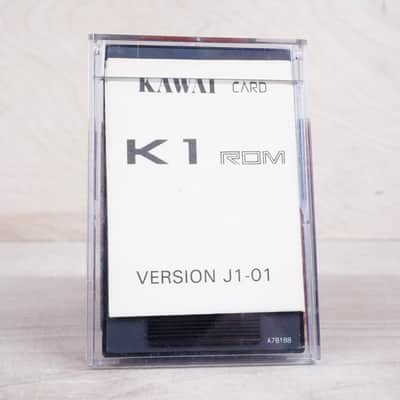 KAWAI CARD
K1 ROM
VERSION J1-01
A7B188